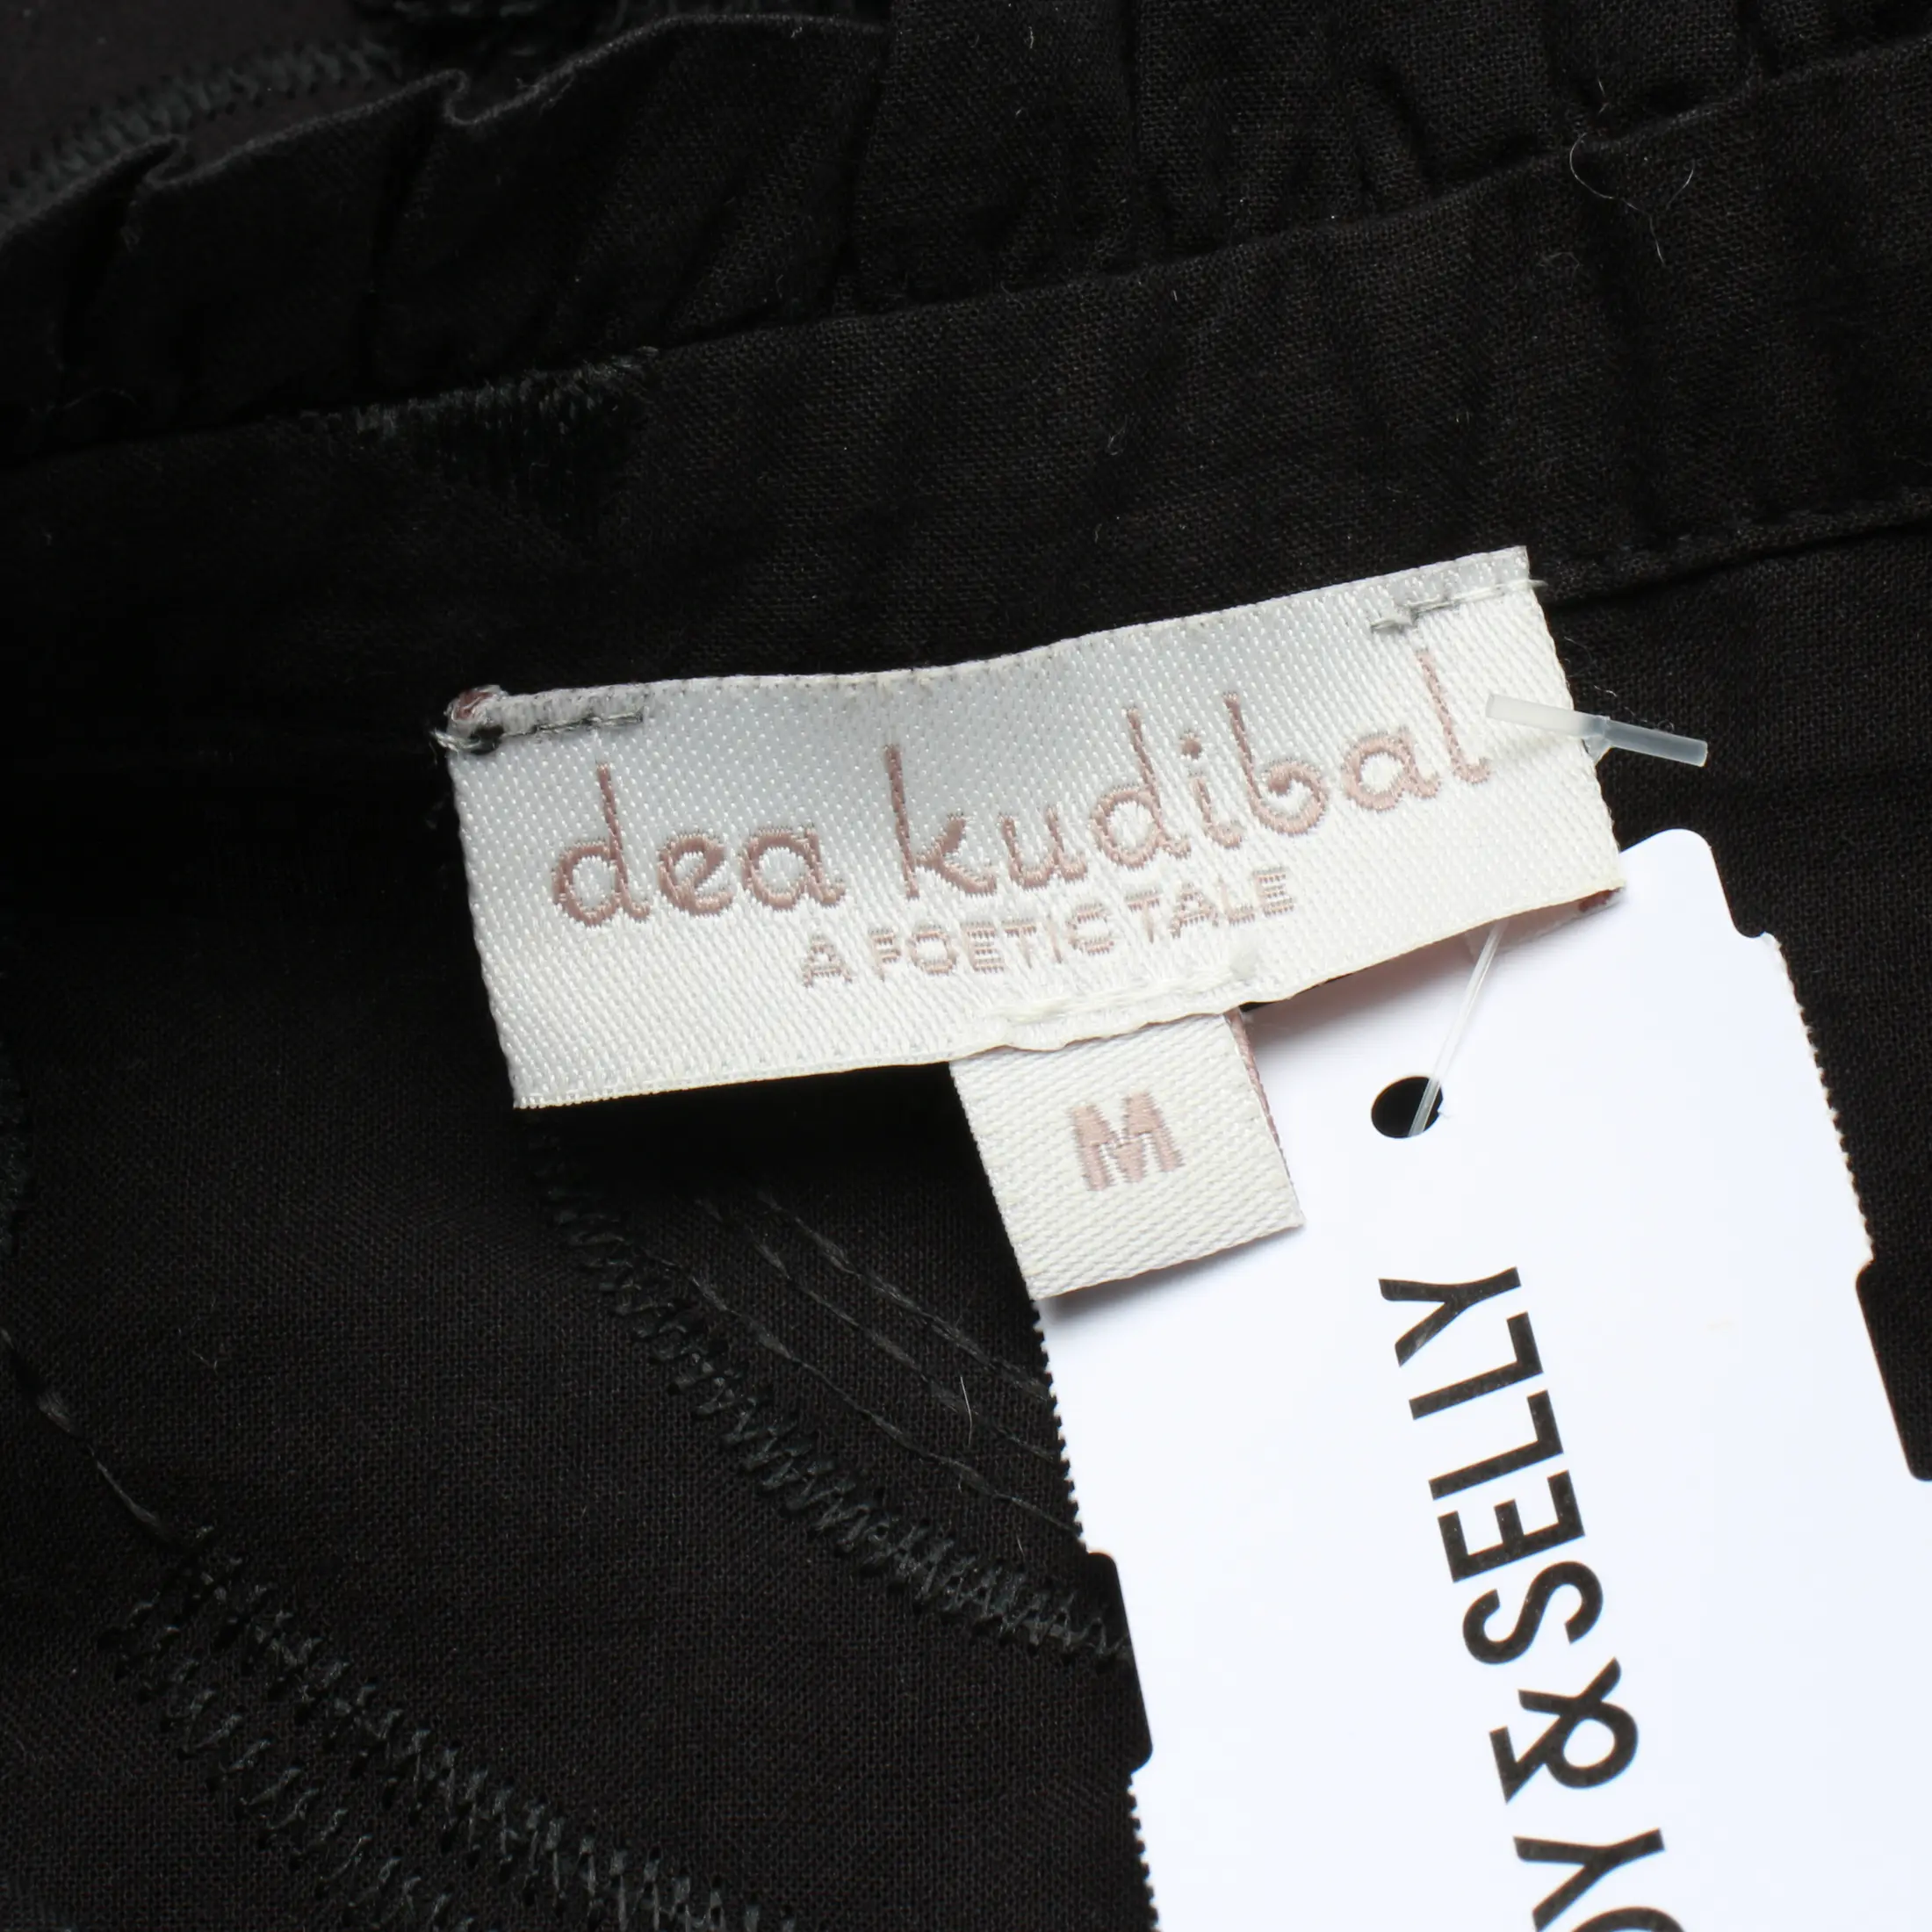 dea kudibal
A POETIC TALE
M
Y & SELLY